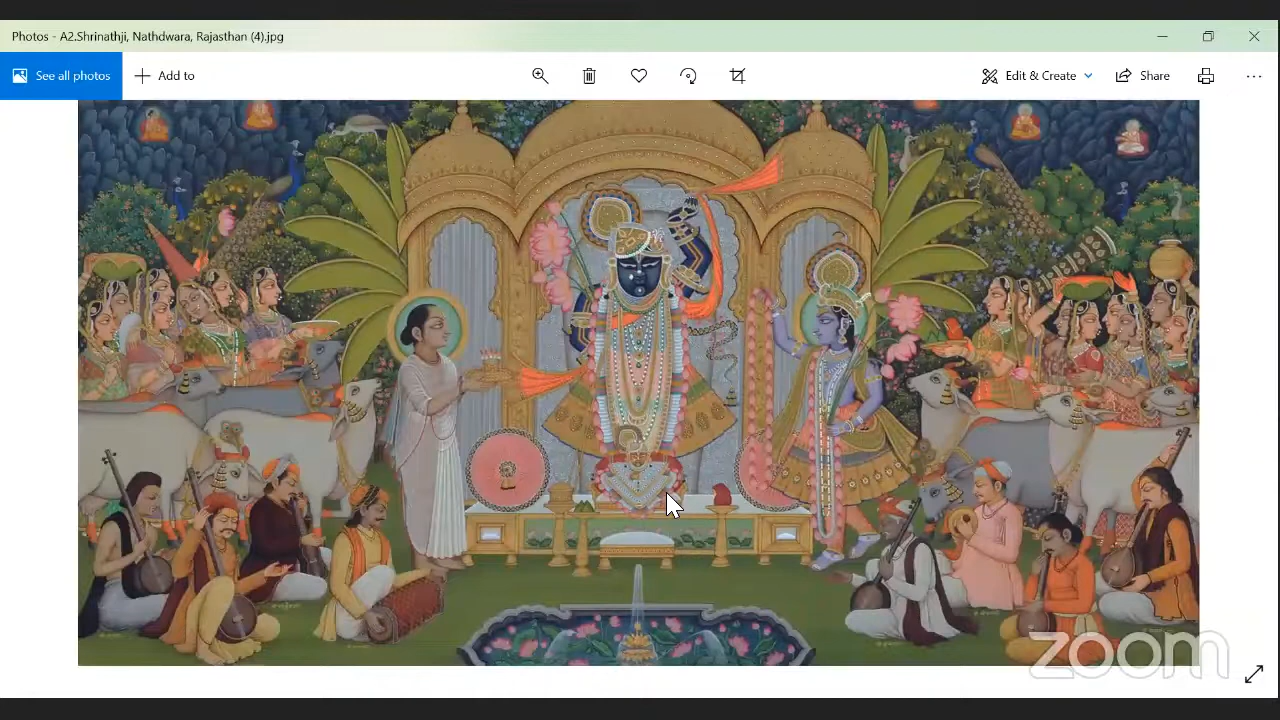 Photos - A2.Shrinathji, Nathdwara, Rajasthan (4).jpg
See all photos
Add to
Edit & Create
Share
zoom